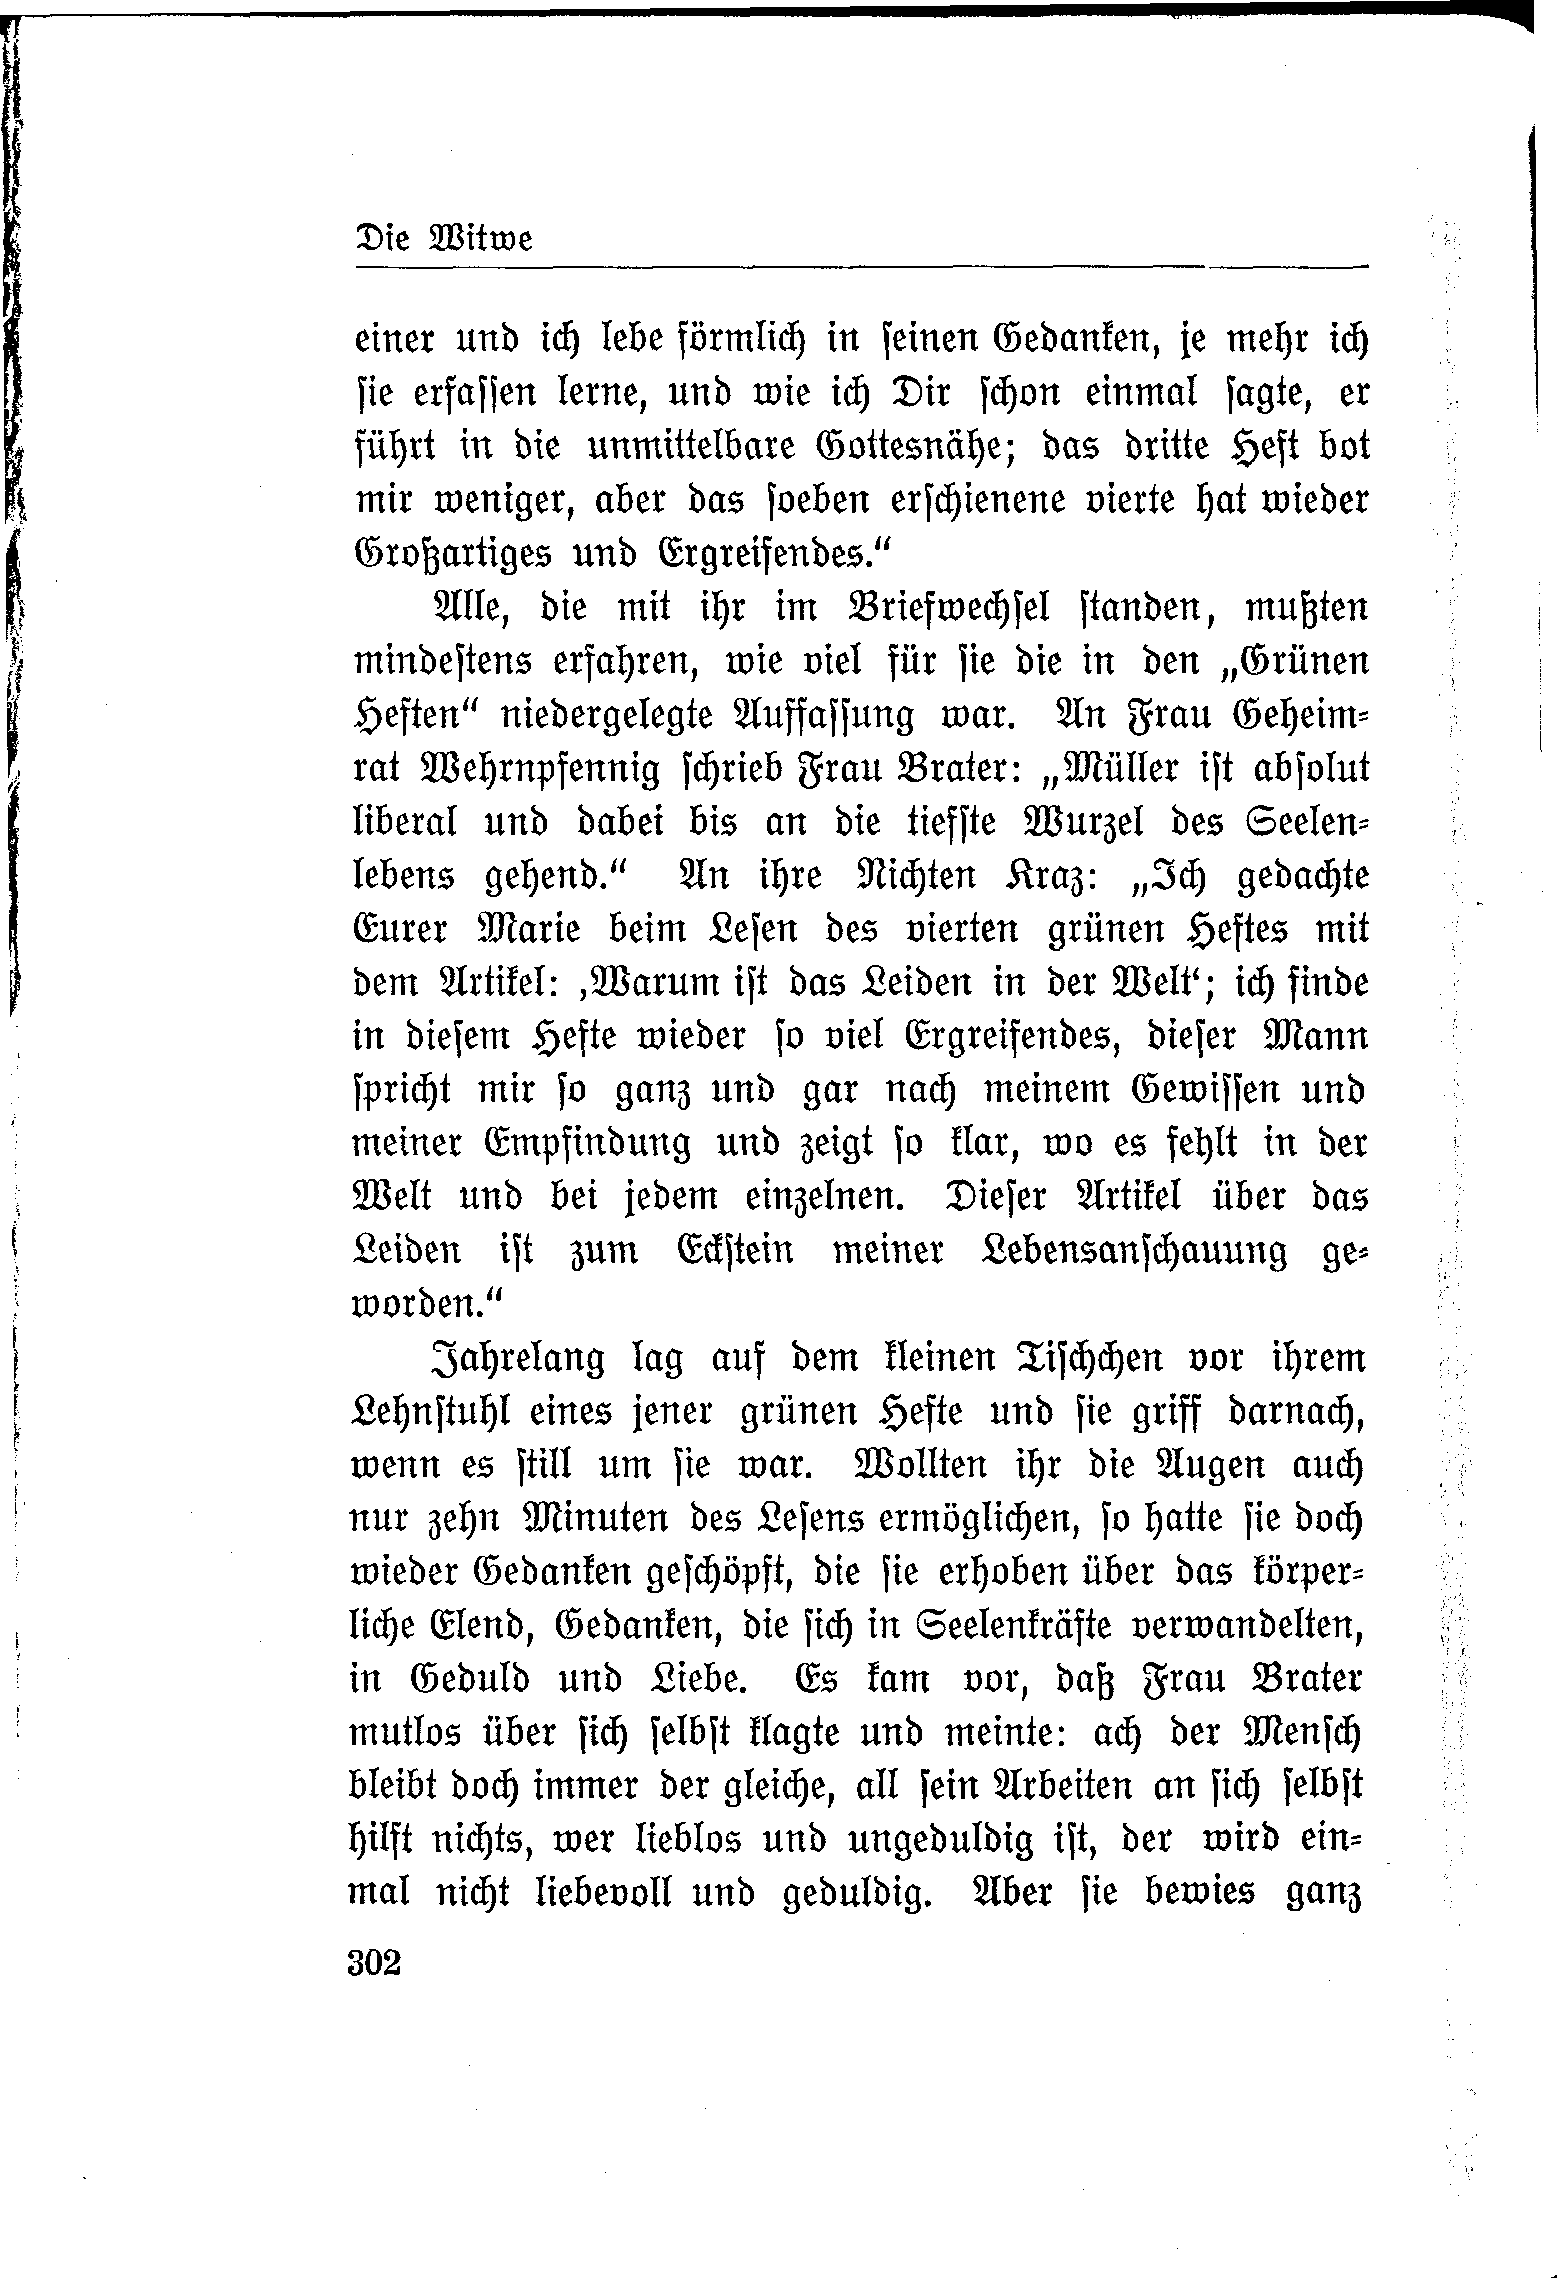 Die Witwe
einer und ich lebe förmlich in seinen Gedanken, je mehr ich
sie erfassen lerne, und wie ich Dir schon einmal sagte, er
führt in die unmittelbare Gottesnähe; das dritte Heft bot
mir weniger, aber das soeben erschienene vierte hat wieder
Großartiges und Ergreifendes.“
Alle, die mit ihr im Briefwechsel standen, mußten
mindestens erfahren, wie viel für sie die in den „Grünen
Heften“ niedergelegte Auffassung war. An Frau Geheim-
rat Wehrnpfennig schrieb Frau Brater: „Müller ist absolut
liberal und dabei bis an die tiefste Wurzel des Seelen-
lebens gehend.“ An ihre Nichten Kraz: „Ich gedachte
Eurer Marie beim Lesen des vierten grünen Heftes mit
dem Artikel: ‚Warum ist das Leiden in der Welt‘; ich finde
in diesem Hefte wieder so viel Ergreifendes, dieser Mann
spricht mir so ganz und gar nach meinem Gewissen und
meiner Empfindung und zeigt so klar, wo es fehlt in der
Welt und bei jedem einzelnen. Dieser Artikel über das
Leiden ist zum Eckstein meiner Lebensanschauung ge-
worden.“
Jahrelang lag auf dem kleinen Tischchen vor ihrem
Lehnstuhl eines jener grünen Hefte und sie griff darnach,
wenn es still um sie war. Wollten ihr die Augen auch
nur zehn Minuten des Lesens ermöglichen, so hatte sie doch
wieder Gedanken geschöpft, die sie erhoben über das körper-
liche Elend, Gedanken, die sich in Seelenkräfte verwandelten,
in Geduld und Liebe. Es kam vor, daß Frau Brater
mutlos über sich selbst klagte und meinte: ach der Mensch
bleibt doch immer der gleiche, all sein Arbeiten an sich selbst
hilft nichts, wer lieblos und ungeduldig ist, der wird ein-
mal nicht liebevoll und geduldig. Aber sie bewies ganz
302